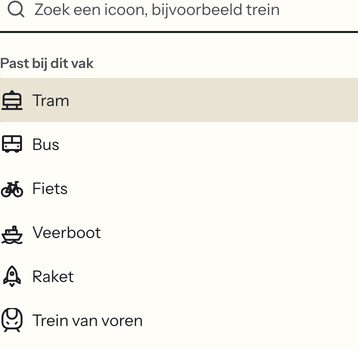 Zoek een icoon, bijvoorbeeld trein
Past bij dit vak
Tram
Bus
Fiets
Veerboot
Raket
Trein van voren